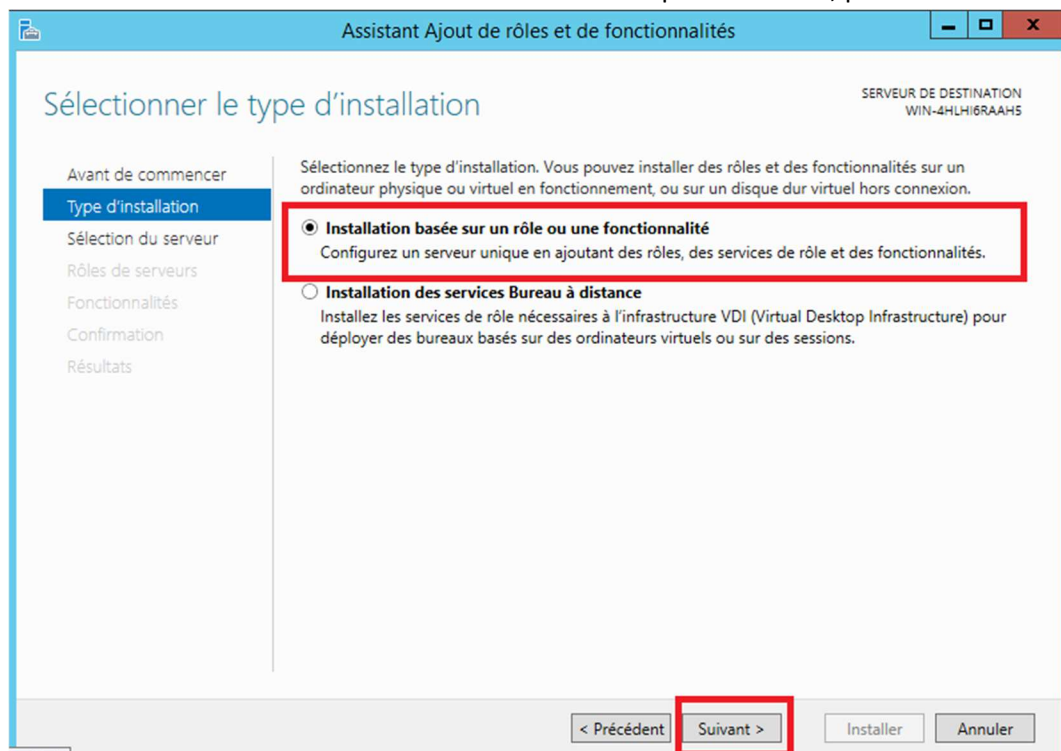 Assistant Ajout de rôles et de fonctionnalités
Sélectionner le type d'installation
SERVEUR DE DESTINATION
WIN-4HLHI6RAAH5
Avant de commencer
Type d'installation
Sélection du serveur
Rôles de serveurs
Fonctionnalités
Confirmation
Résultats
Sélectionnez le type d'installation. Vous pouvez installer des rôles et des fonctionnalités sur un
ordinateur physique ou virtuel en fonctionnement, ou sur un disque dur virtuel hors connexion.
Installation basée sur un rôle ou une fonctionnalité
Configurez un serveur unique en ajoutant des rôles, des services de rôle et des fonctionnalités.
Installation des services Bureau à distance
Installez les services de rôle nécessaires à l'infrastructure VDI (Virtual Desktop Infrastructure) pour
déployer des bureaux basés sur des ordinateurs virtuels ou sur des sessions.
< Précédent
Suivant >
Installer
Annuler